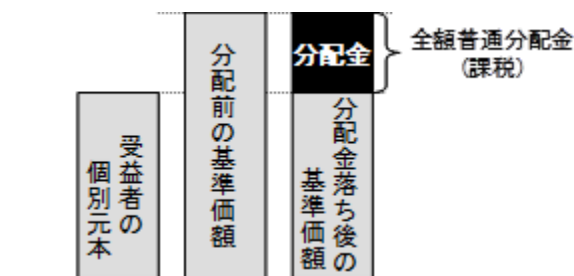 受益者の
個別元本
分配前の基準価額
分配金
分配金落ち後の
基準価額
全額普通分配金
(課税)